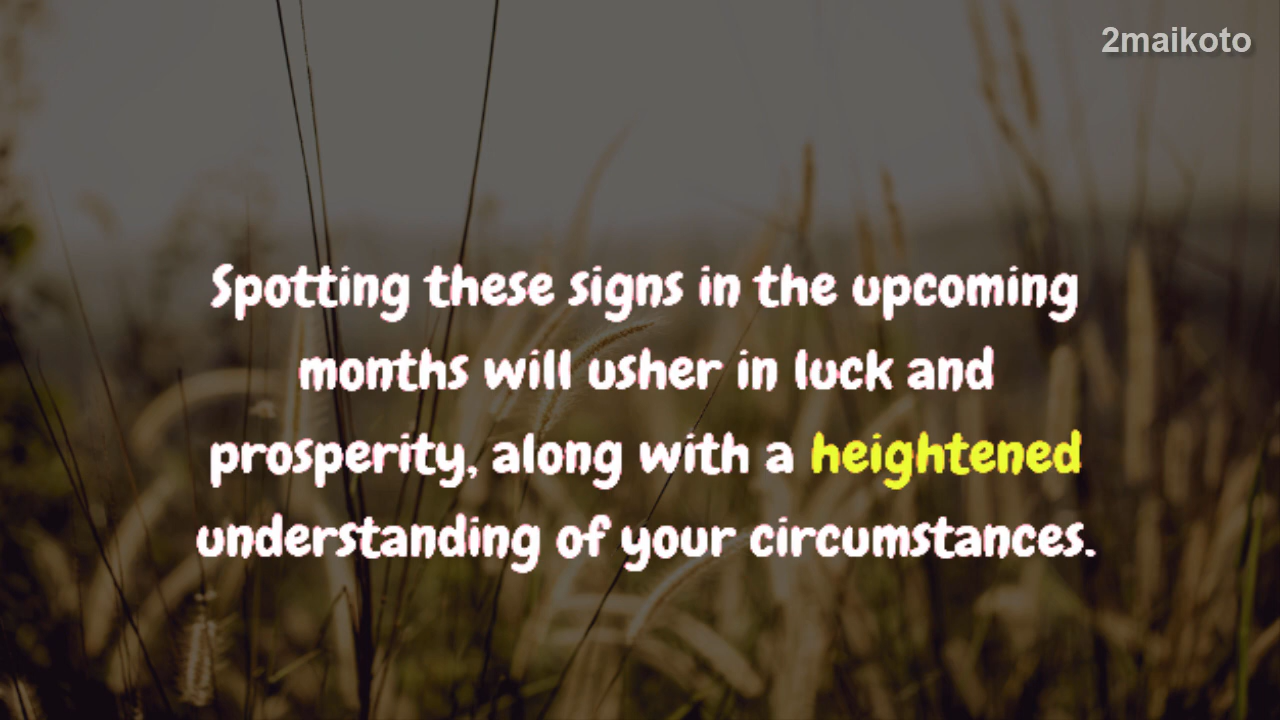 2maikoto
Spotting these signs in the upcoming
months will usher in luck and
prosperity, along with a heightened
understanding of your circumstances.